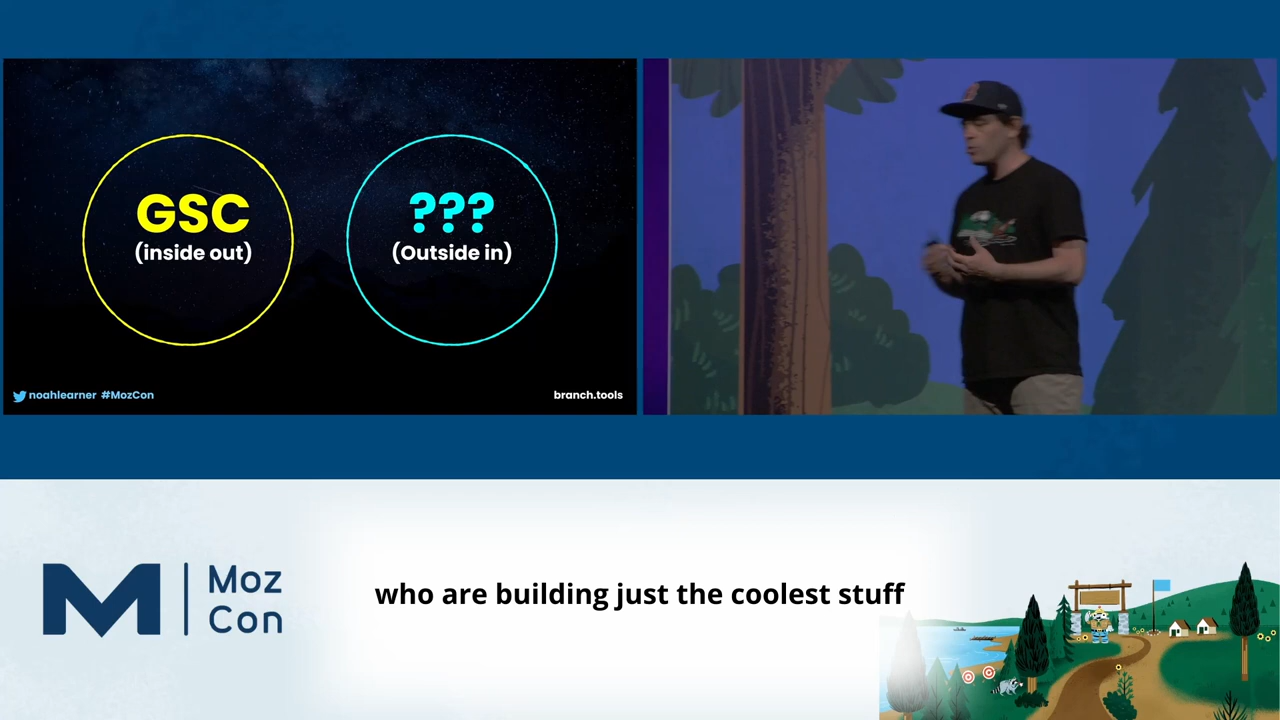 GSC
(inside out)
???
(Outside in)
noahlearner #MozCon
branch.tools
Moz
Con
who are building just the coolest stuff